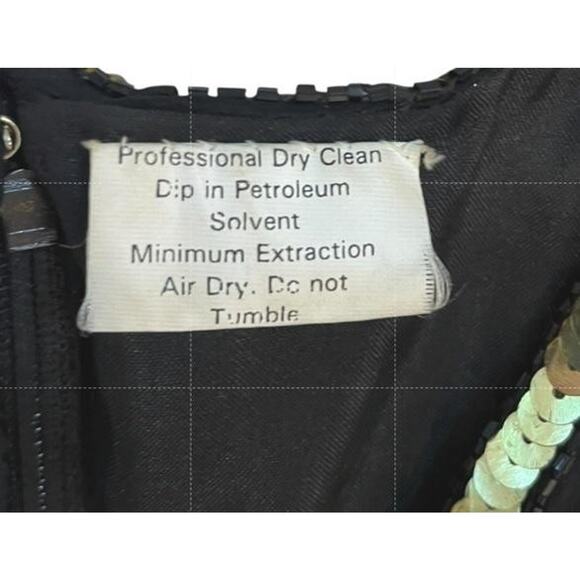 Professional Dry Clean
Dip in Petroleum
Solvent
Minimum Extraction
Air Dry. Do not
Tumble